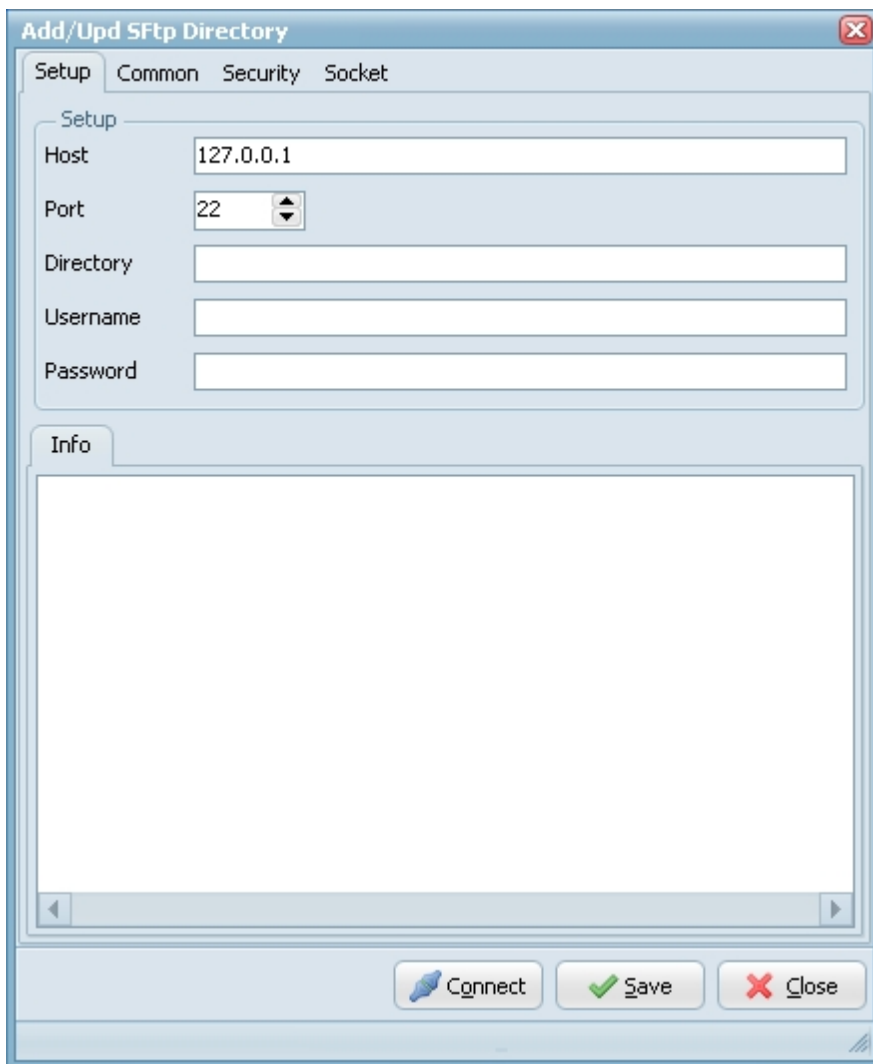 Add/Upd SFtp Directory
Setup Common Security Socket
Setup
Host 127.0.0.1
Port 22
Directory
Username
Password
Info
Connect Save Close